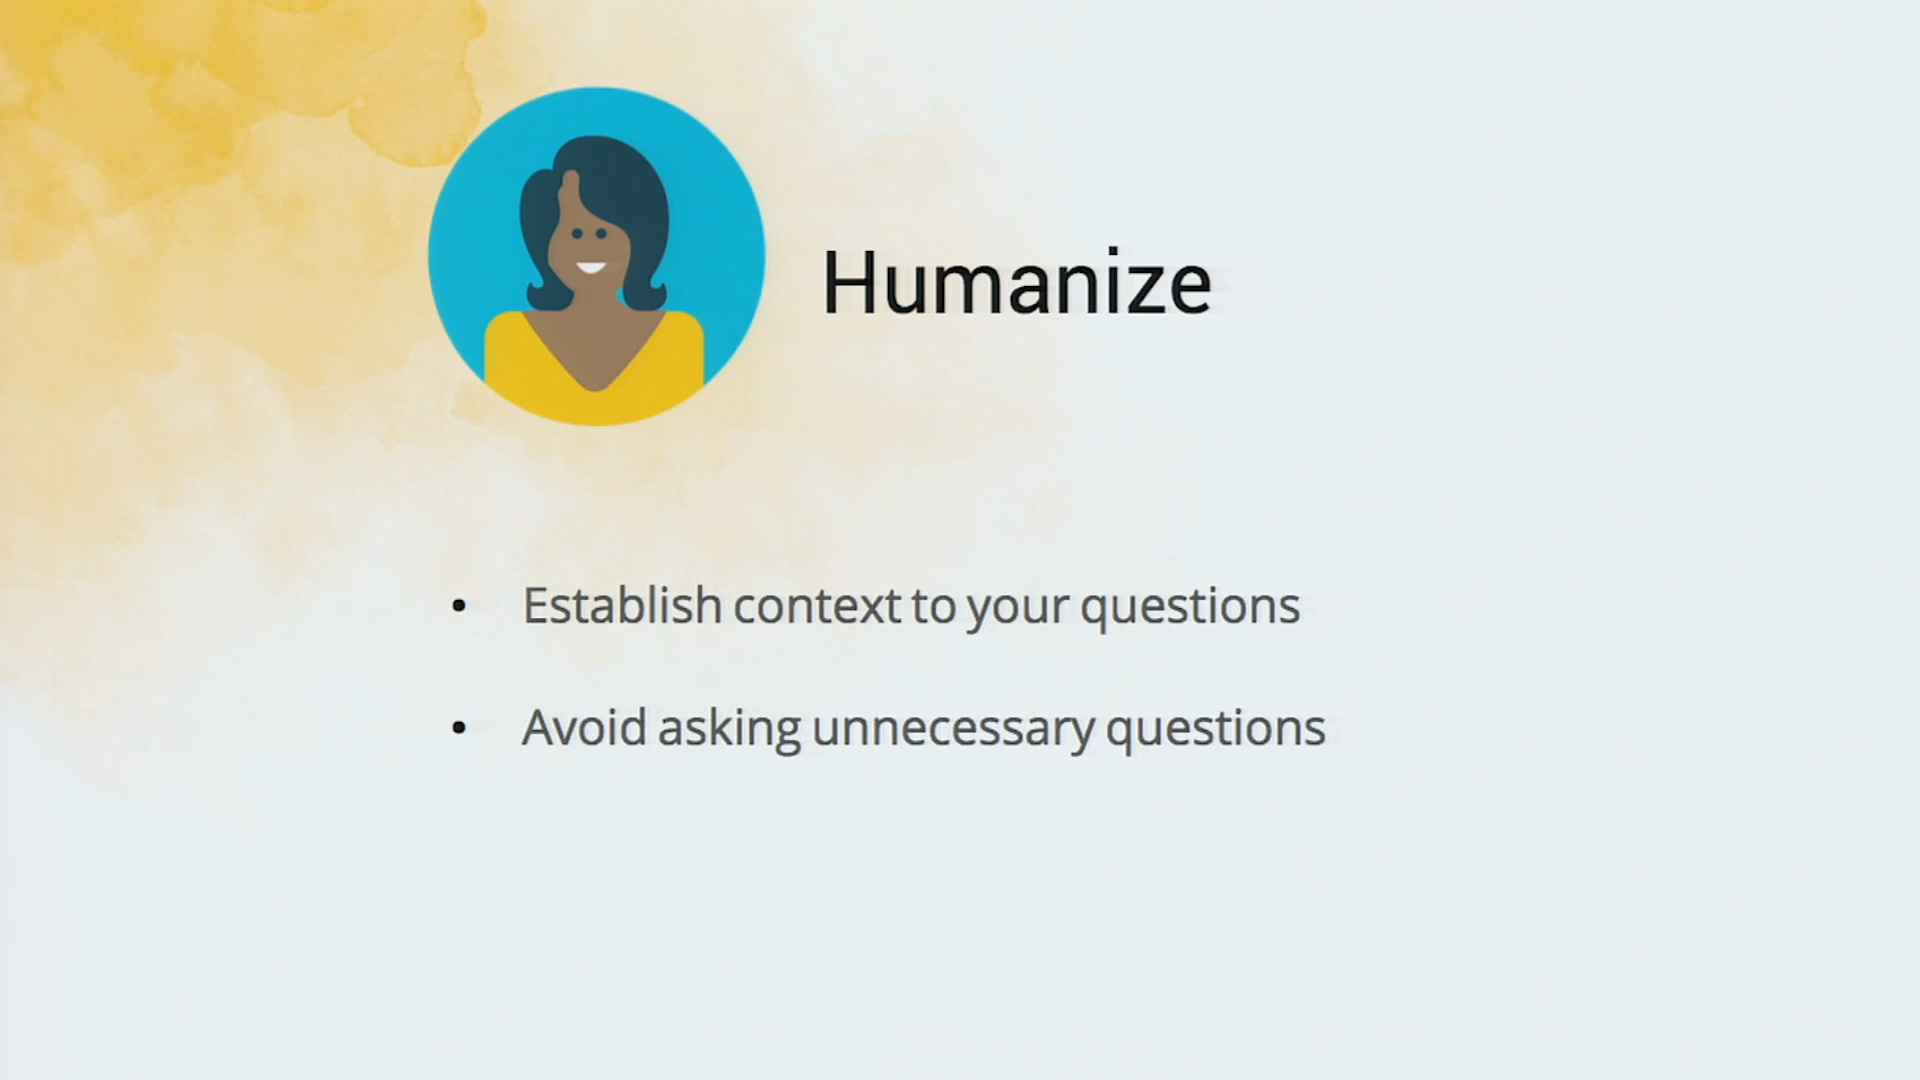 Humanize
• Establish context to your questions
• Avoid asking unnecessary questions